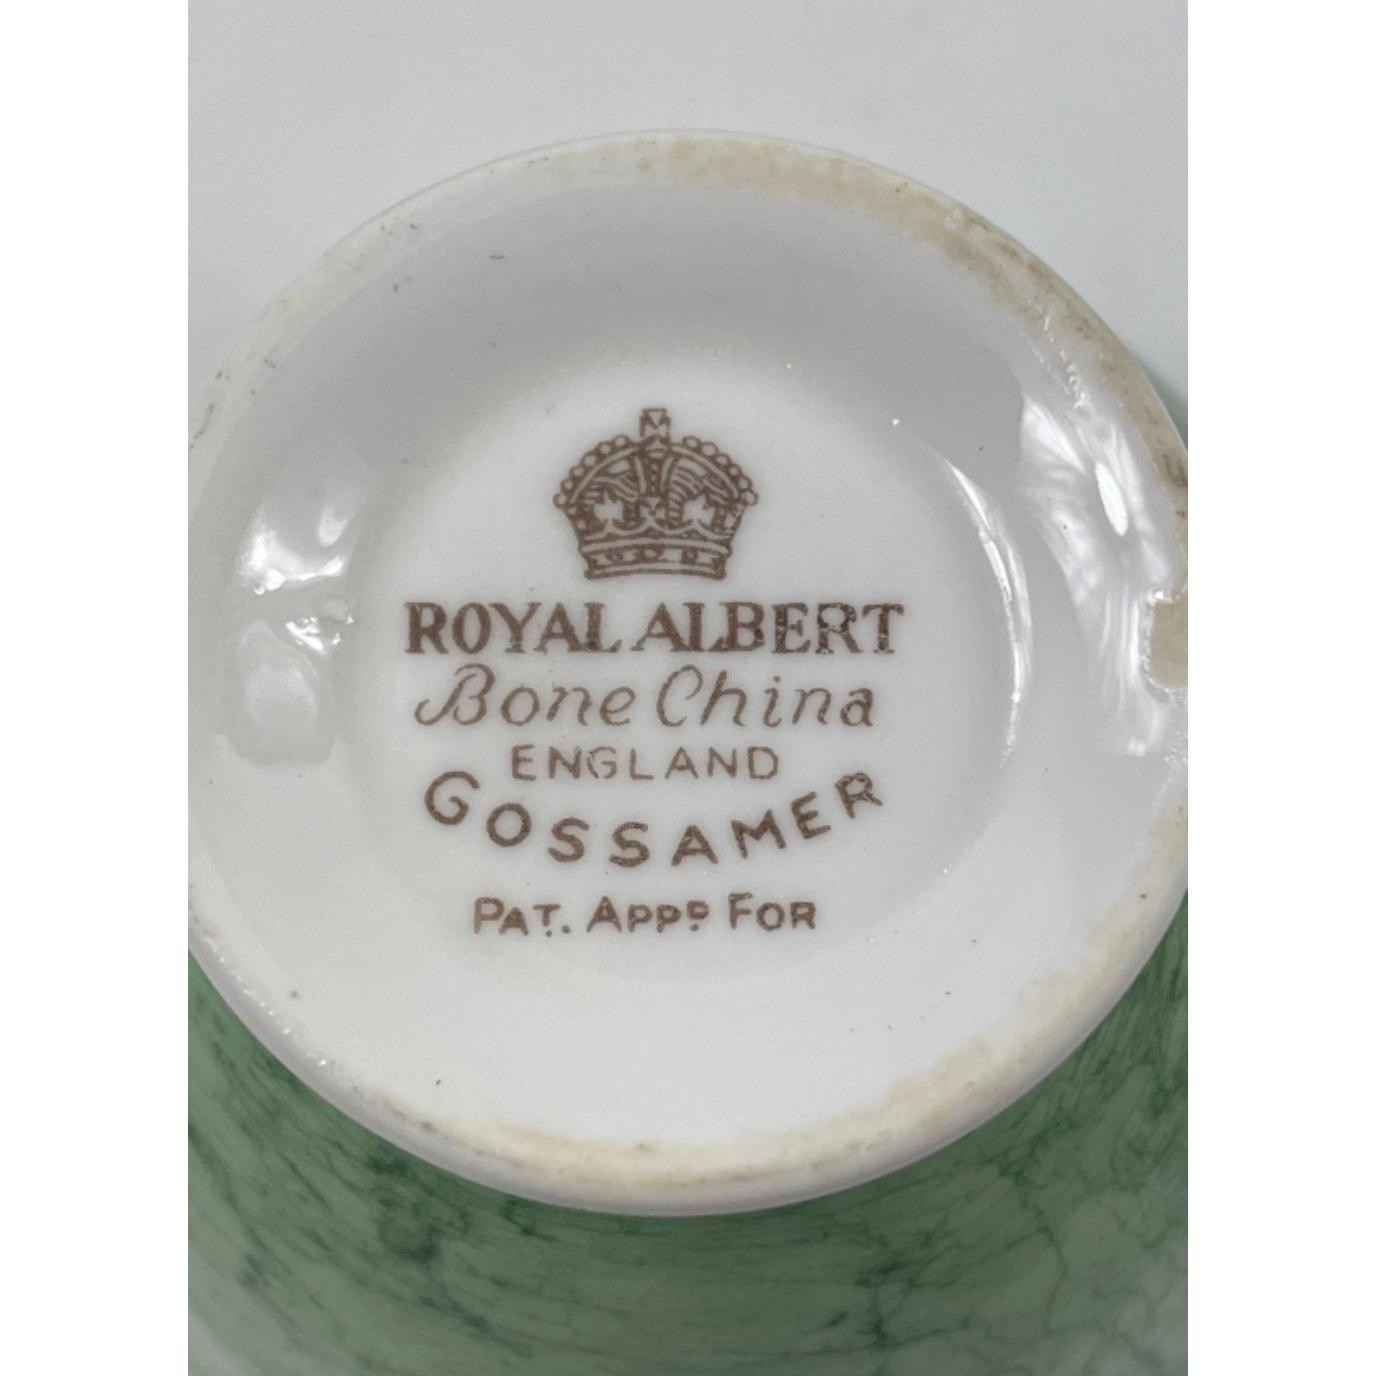 ROYAL ALBERT
Bone China
ENGLAND
GOSSAMER
PAT. APPD FOR